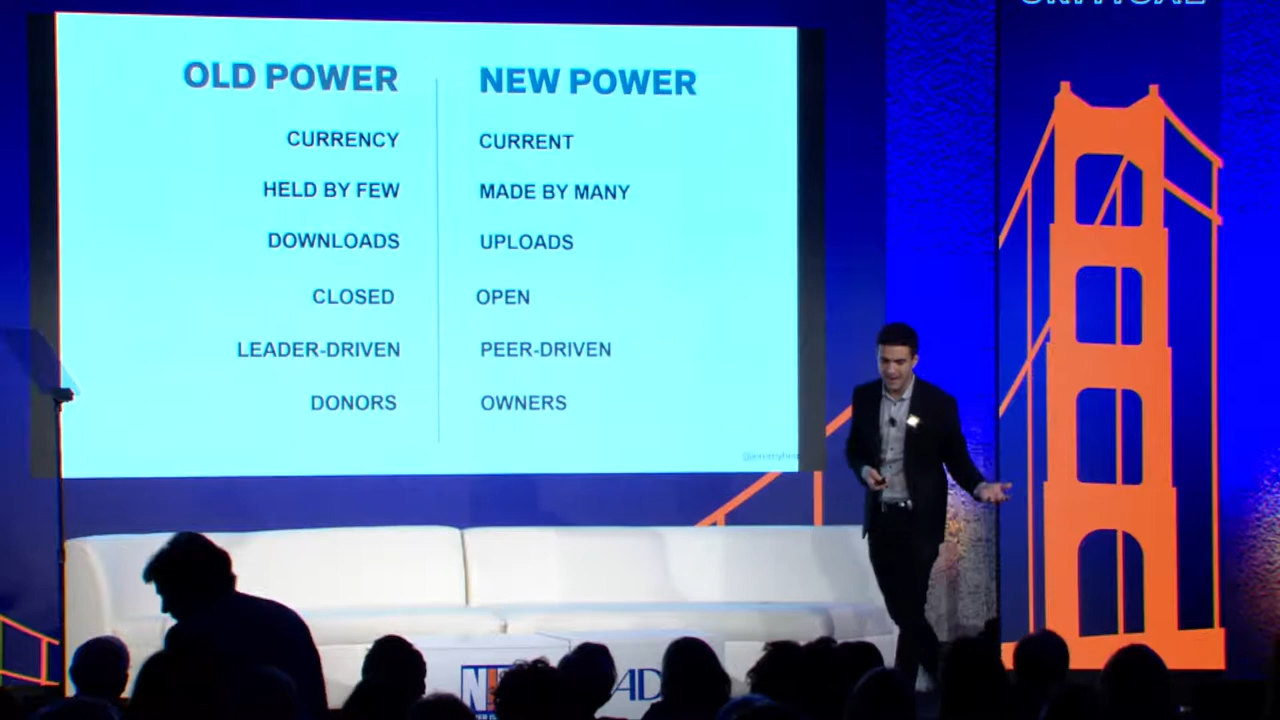 OLD POWER NEW POWER
CURRENCY CURRENT
HELD BY FEW MADE BY MANY
DOWNLOADS UPLOADS
CLOSED OPEN
LEADER-DRIVEN PEER-DRIVEN
DONORS OWNERS
AD